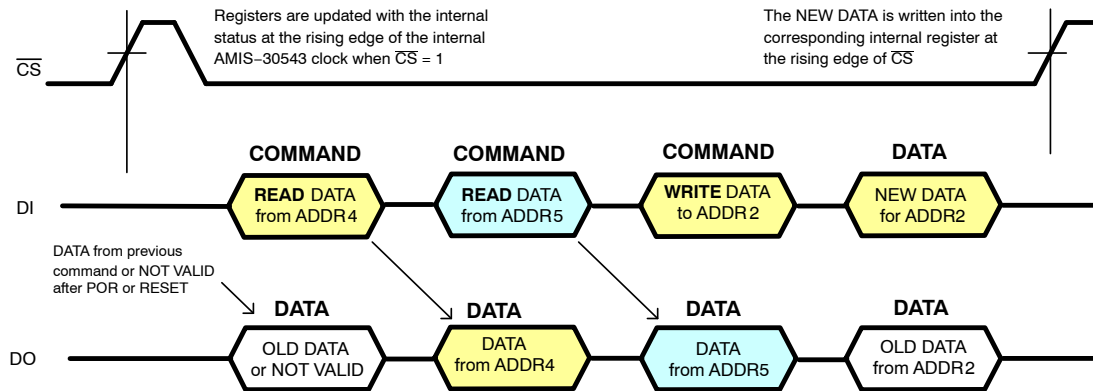 Registers are updated with the internal
status at the rising edge of the internal
AMIS−30543 clock when CS = 1
The NEW DATA is written into the
corresponding internal register at
the rising edge of CS
CS
COMMAND
COMMAND
COMMAND
DATA
DI
READ DATA
from ADDR4
READ DATA
from ADDR5
WRITE DATA
to ADDR2
NEW DATA
for ADDR2
DATA from previous
command or NOT VALID
after POR or RESET
DATA
DATA
DATA
DATA
DO
OLD DATA
or NOT VALID
DATA
from ADDR4
DATA
from ADDR5
OLD DATA
from ADDR2